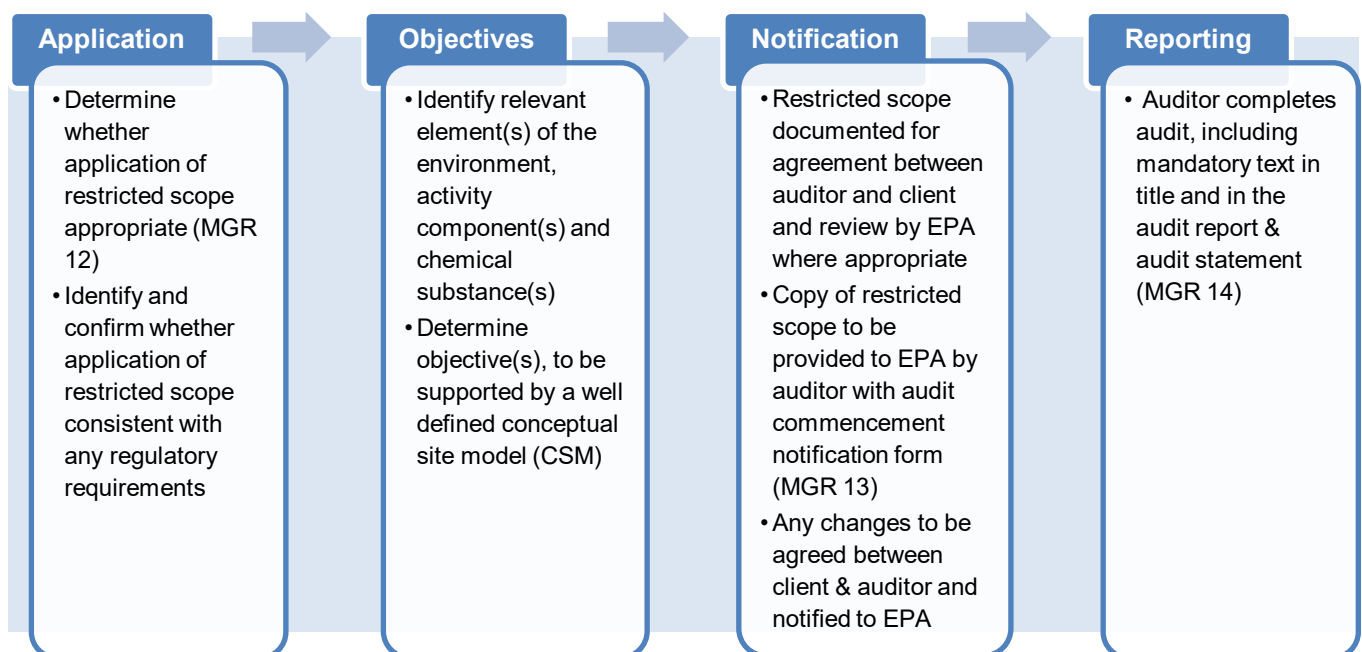 Application
• Determine
whether
application of
restricted scope
appropriate (MGR
12)
• Identify and
confirm whether
application of
restricted scope
consistent with
any regulatory
requirements
Objectives
• Identify relevant
element(s) of the
environment,
activity
component(s) and
chemical
substance(s)
• Determine
objective(s), to be
supported by a well
defined conceptual
site model (CSM)
Notification
• Restricted scope
documented for
agreement between
auditor and client
and review by EPA
where appropriate
• Copy of restricted
scope to be
provided to EPA by
auditor with audit
commencement
notification form
(MGR 13)
• Any changes to be
agreed between
client & auditor and
notified to EPA
Reporting
• Auditor completes
audit, including
mandatory text in
title and in the
audit report &
audit statement
(MGR 14)